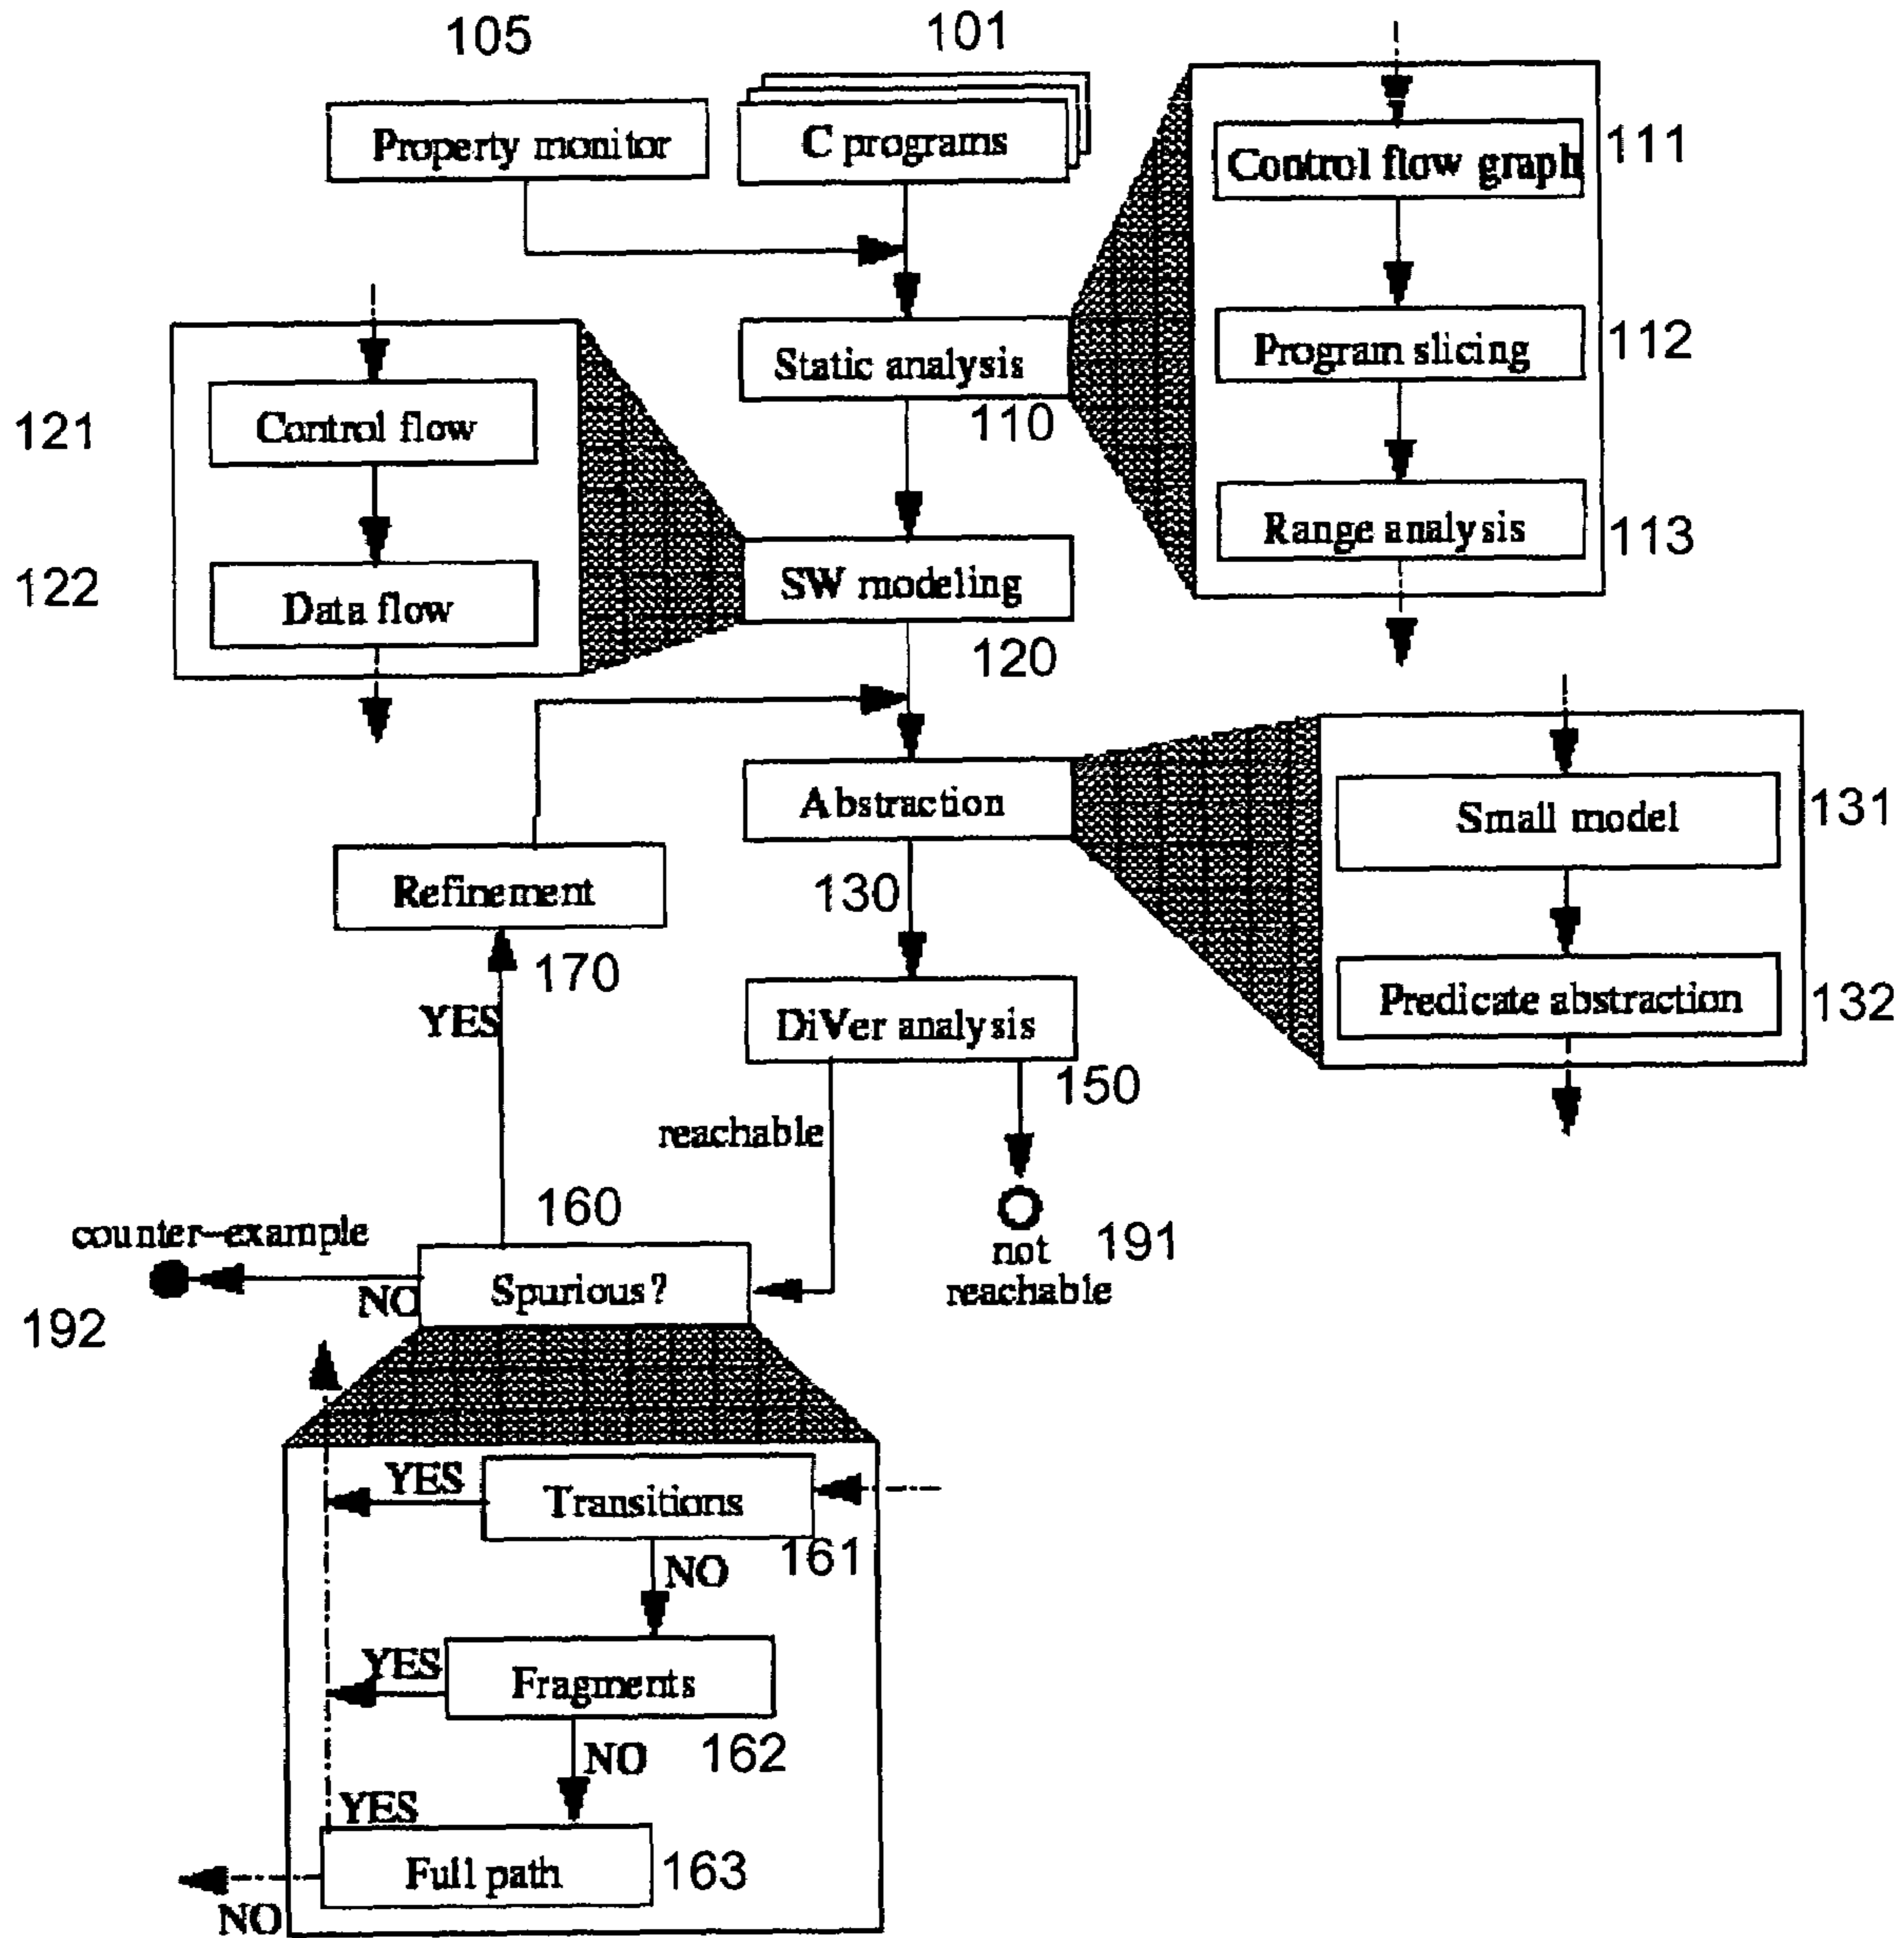 105
101
Property monitor
C programs
Control flow graph
111
Program slicing
112
Static analysis
110
121
Control flow
Range analysis
113
122
Data flow
SW modeling
120
Abstraction
Small model
131
130
Refinement
170
Predicate abstraction
132
YES
DiVer analysis
150
reachable
160
counter-example
191
not
reachable
NO
Spurious?
192
YES
Transitions
161
NO
YES
Fragments
162
NO
YES
Full path
163
NO